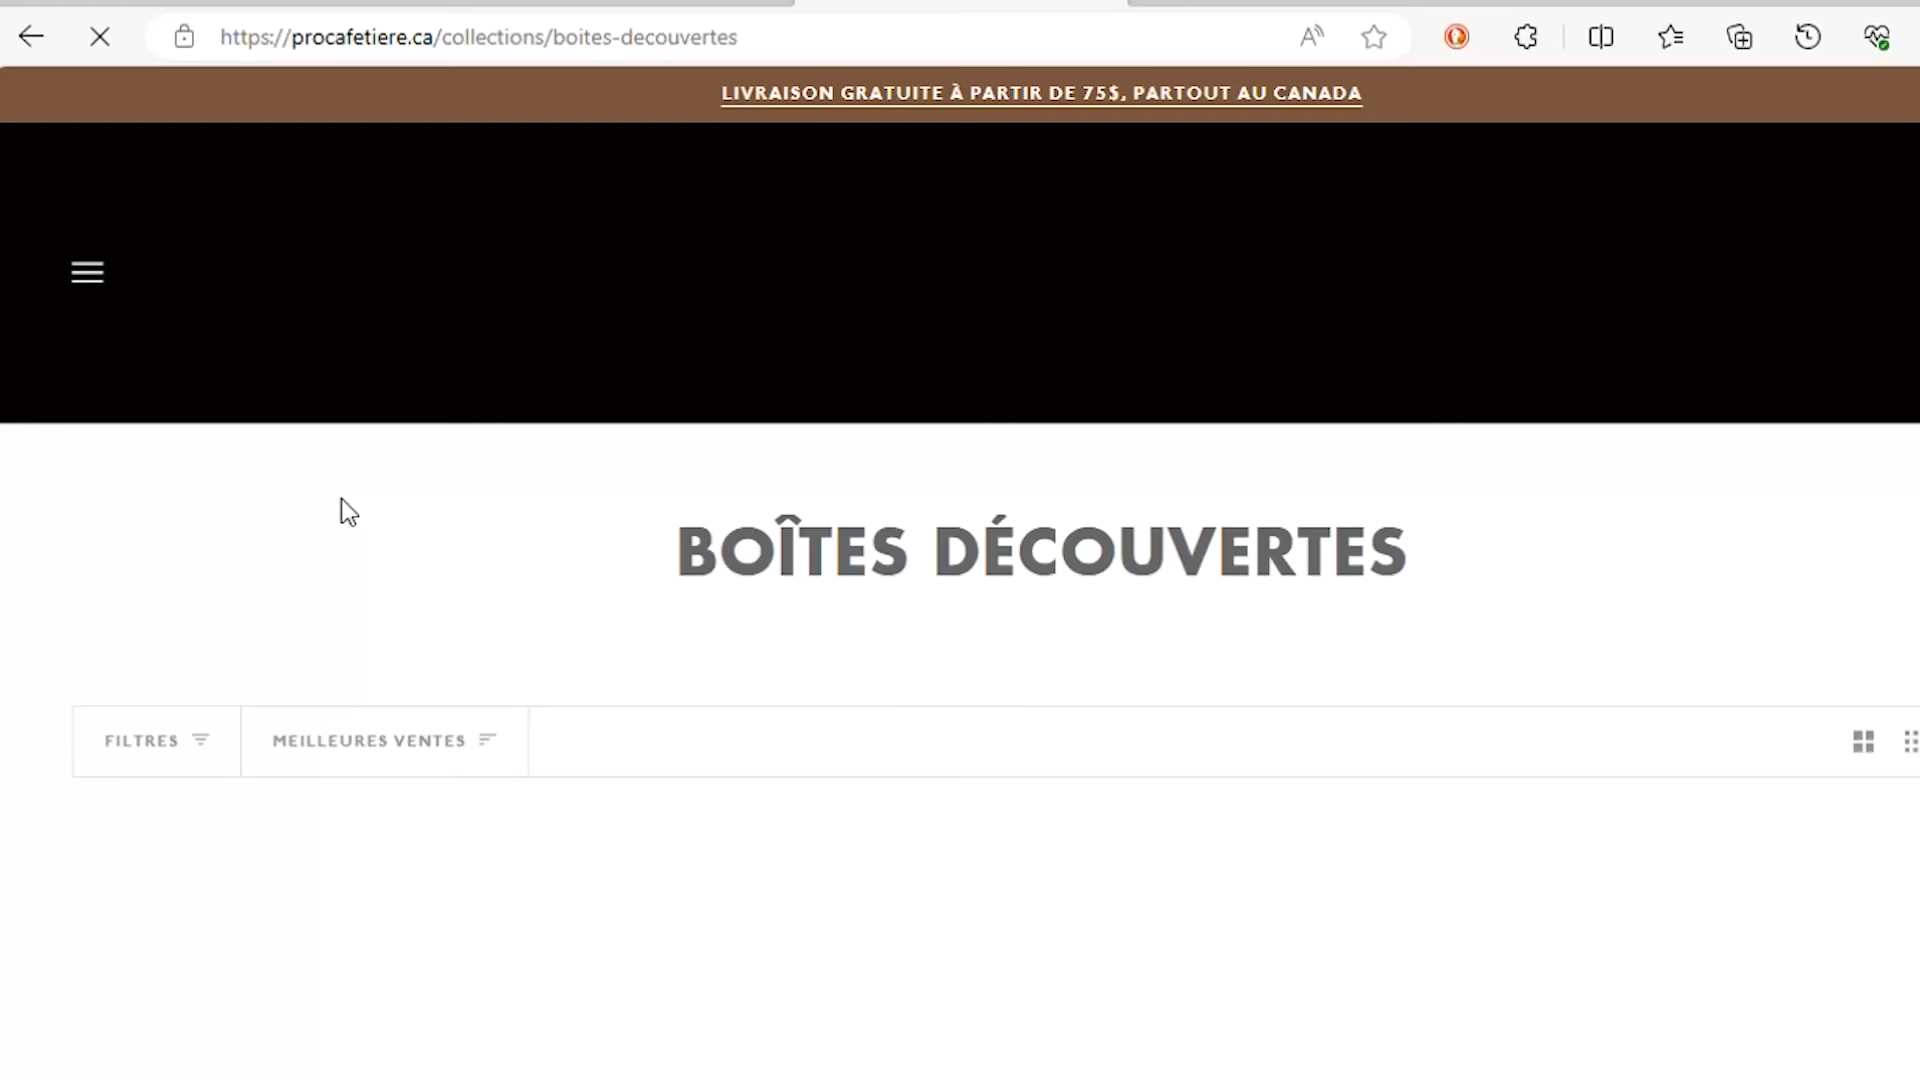 https://procafetiere.ca/collections/boites-decouvertes
LIVRAISON GRATUITE À PARTIR DE 75$, PARTOUT AU CANADA
BOÎTES DÉCOUVERTES
FILTRES
MEILLEURES VENTES